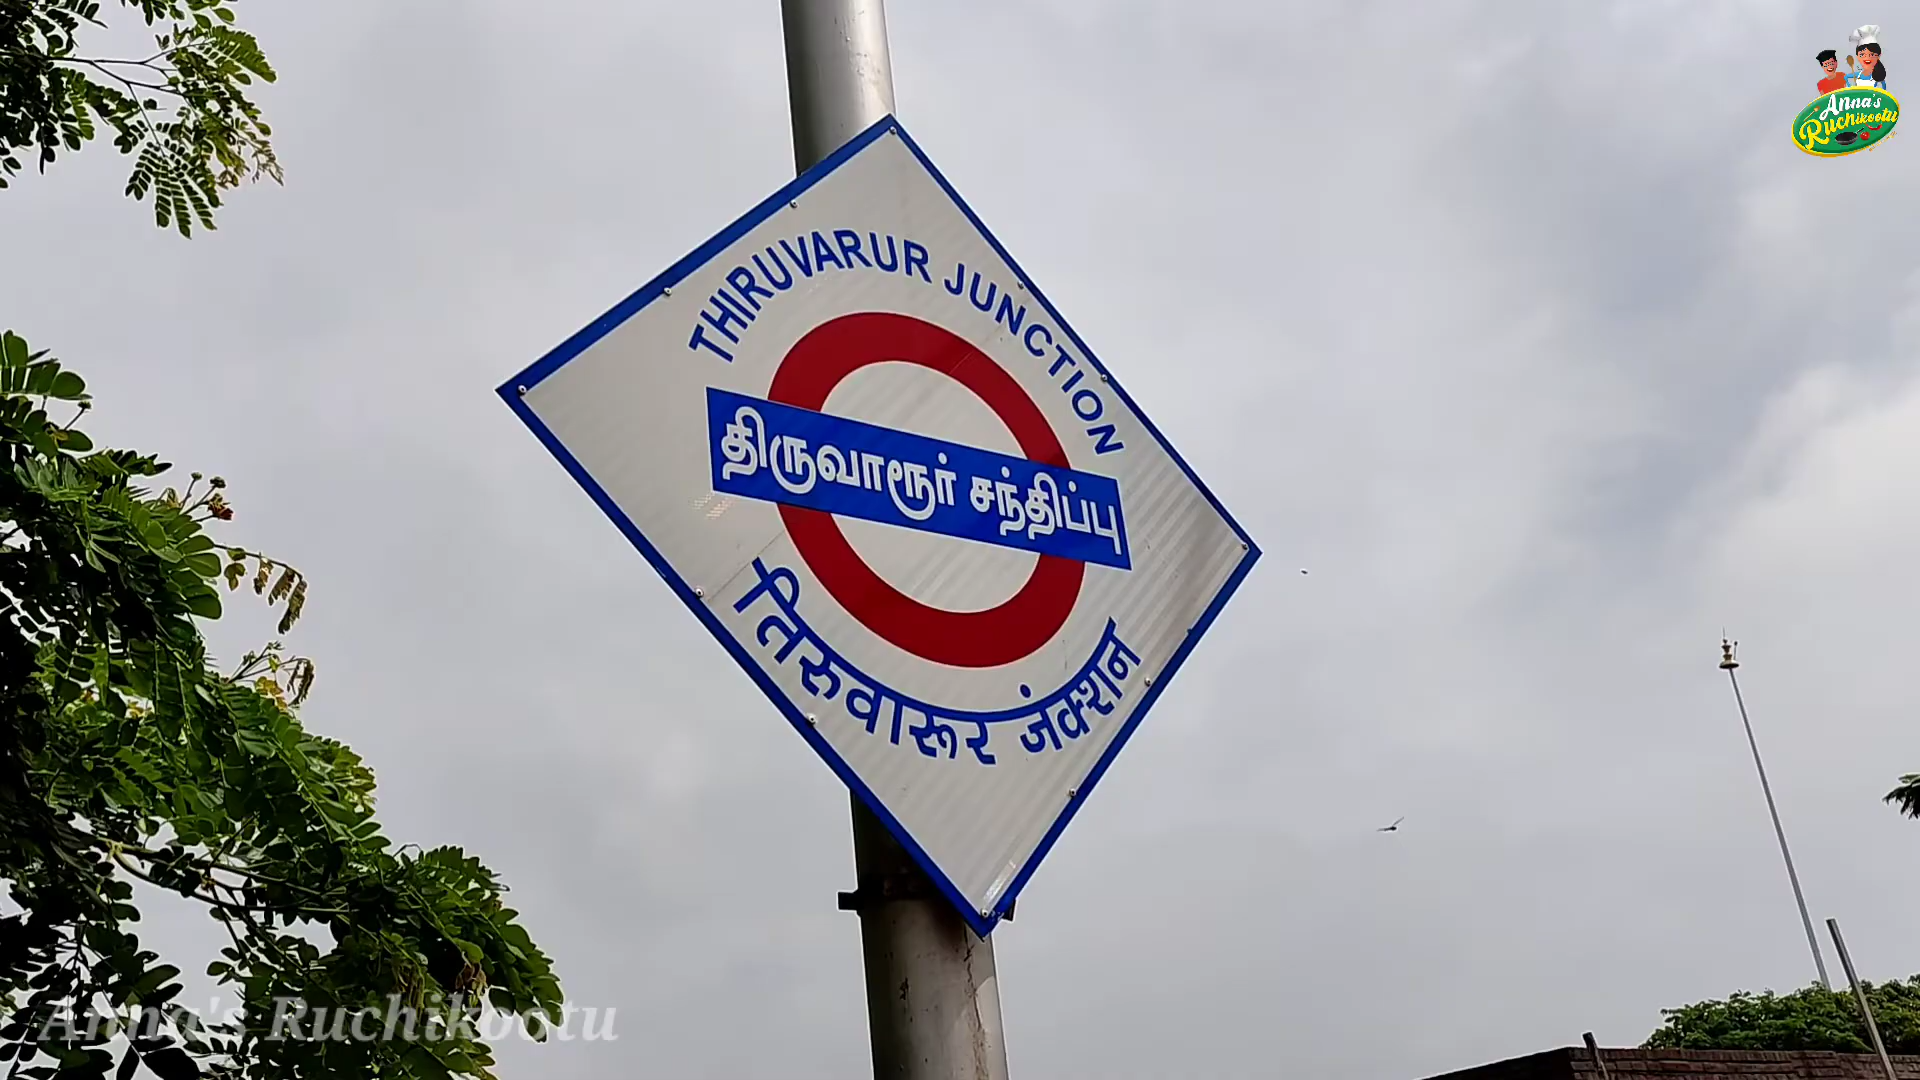 Anna's
Ruchikootu
THIRUVARUR JUNCTION
திருவாரூர் சந்திப்பு
तिरुवारूर जंक्शन
Anna's Ruchikootu